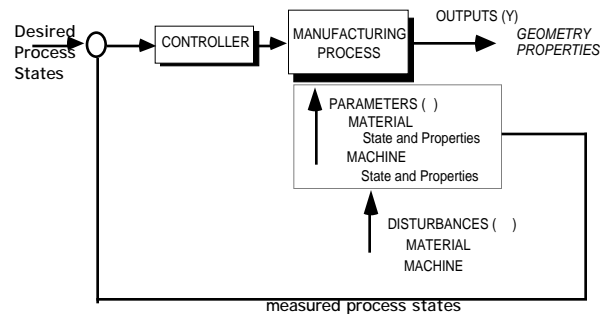 Desired
Process
States
CONTROLLER
MANUFACTURING
PROCESS
OUTPUTS (Y)
GEOMETRY
PROPERTIES
PARAMETERS ( )
MATERIAL
State and Properties
MACHINE
State and Properties
DISTURBANCES ( )
MATERIAL
MACHINE
measured process states